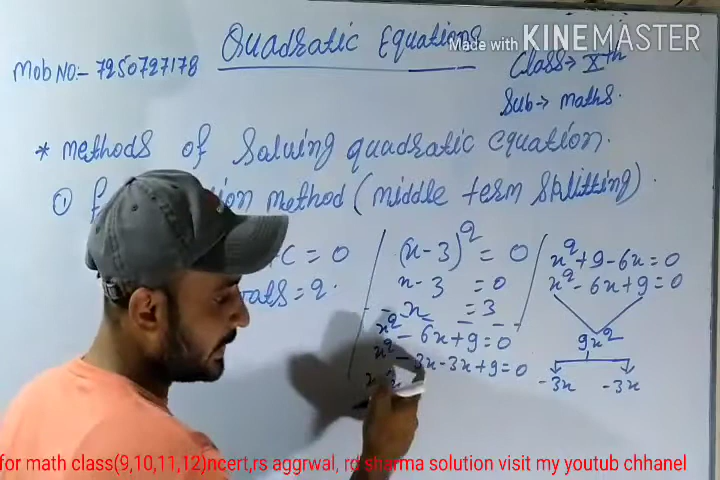 Quadratic Equations
Made with KINEMASTER
Mob No:- 7250727178
Class → Xth
Sub → maths.
* methods of Solving quadratic equation.
① method (middle term Splitting).
+C = 0
= 2.
(x-3)² = 0
x-3 = 0
x = 3
x² - 6x+9=0
x² - 3x-3x+9=0
x²+9-6x=0
x²-6x+9=0
9x²
-3x -3x
for math class(9,10,11,12)ncert,rs aggrwal, rd sharma solution visit my youtub chhanel